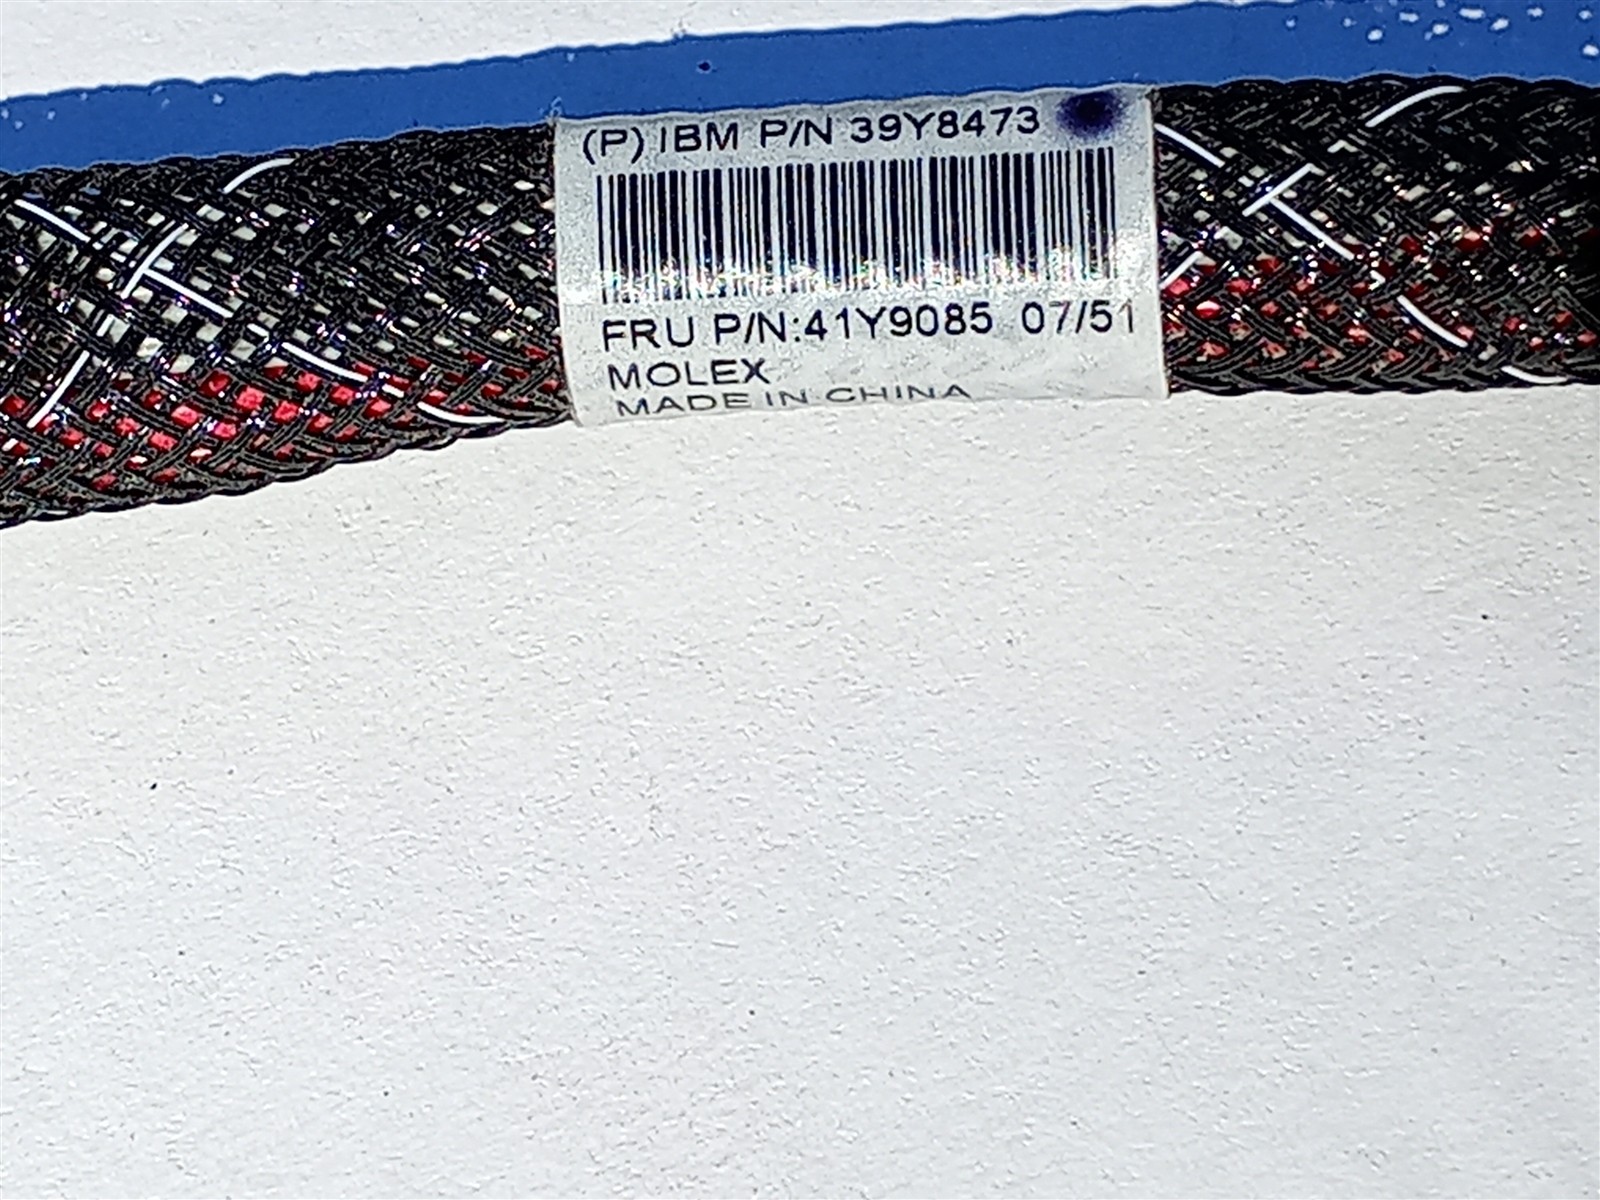 (P) IBM P/N 39Y8473
FRU P/N:41Y9085 07/51
MOLEX
MADE IN CHINA